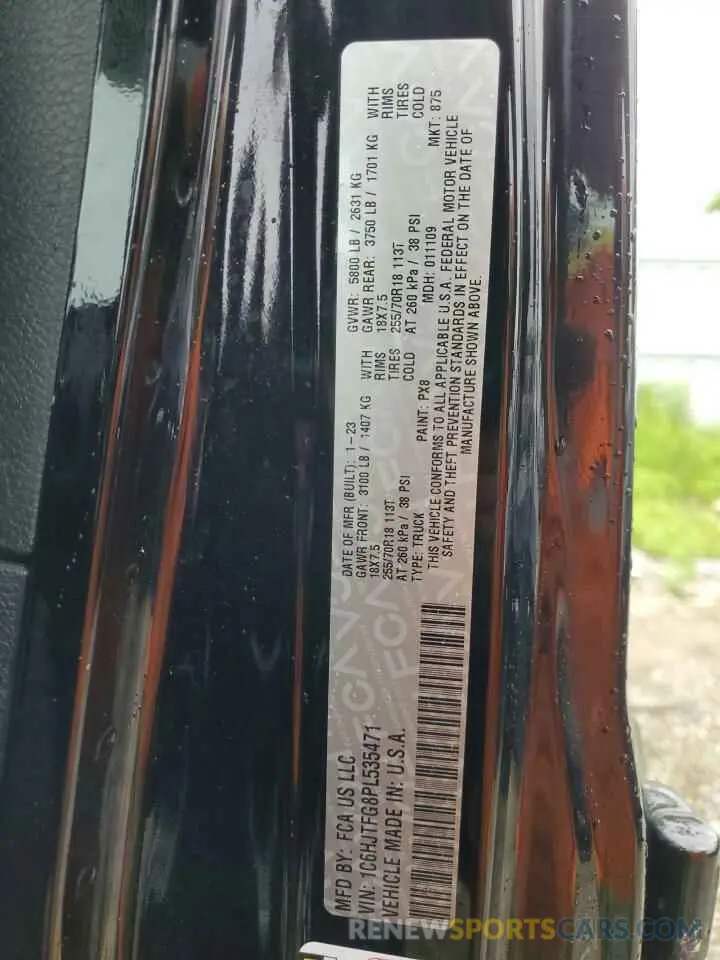 MFD BY: FCA US LLC
VIN: 1C6HJTFG8PL535471
VEHICLE MADE IN: U.S.A.
DATE OF MFR (BUILT): 1-23
GVWR: 5800 LB / 2631 KG
GAWR FRONT: 3100 LB / 1407 KG WITH
GAWR REAR: 3750 LB / 1701 KG WITH
18X7.5 RIMS
18X7.5 RIMS
255/70R18 113T TIRES
255/70R18 113T TIRES
AT 260 kPa / 38 PSI COLD
AT 260 kPa / 38 PSI COLD
TYPE: TRUCK PAINT: PX8 MDH: 011109 MKT: 875
THIS VEHICLE CONFORMS TO ALL APPLICABLE U.S.A. FEDERAL MOTOR VEHICLE
SAFETY AND THEFT PREVENTION STANDARDS IN EFFECT ON THE DATE OF
MANUFACTURE SHOWN ABOVE.
RENEWSPORTSCARS.COM